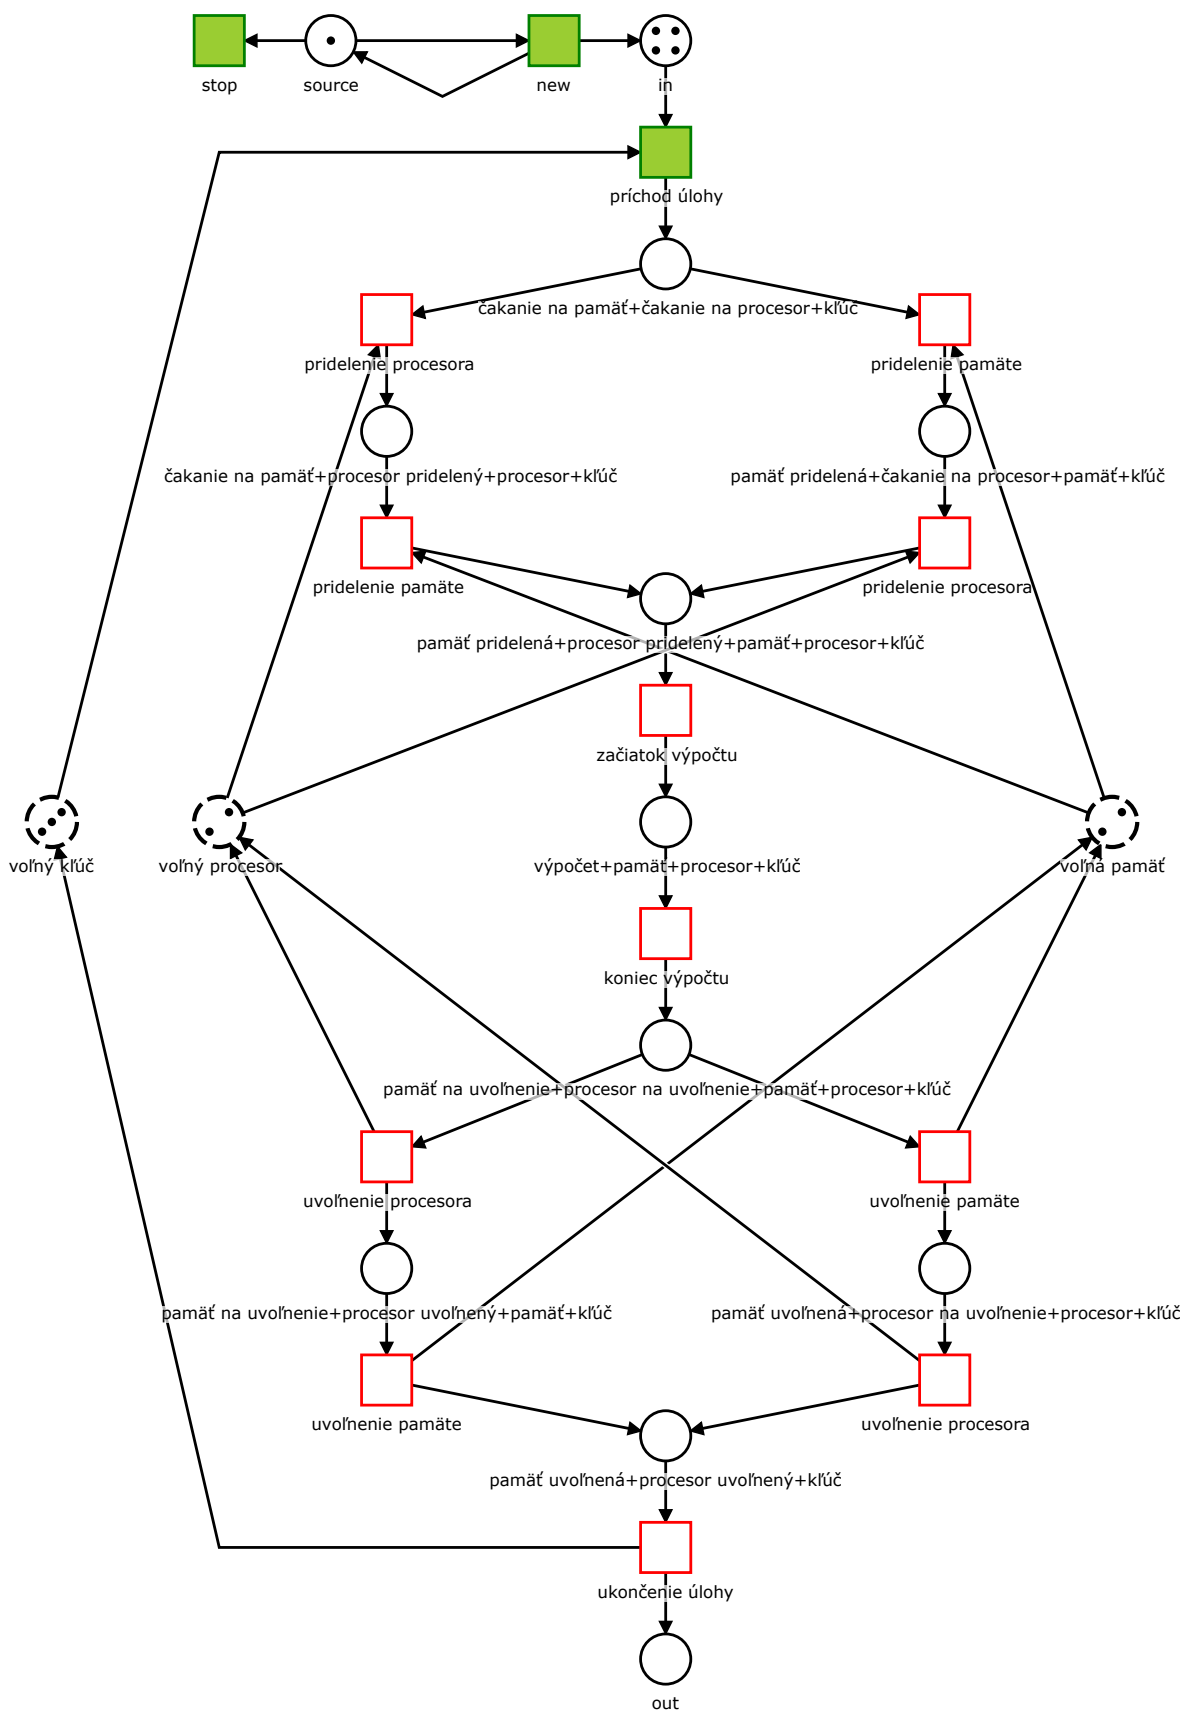 stop
source
new
in
príchod úlohy
čakanie na pamäť+čakanie na procesor+kľúč
pridelenie procesora
pridelenie pamäte
čakanie na pamäť+procesor pridelený+procesor+kľúč
pamäť pridelená+čakanie na procesor+pamäť+kľúč
pridelenie pamäte
pridelenie procesora
pamäť pridelená+procesor pridelený+pamäť+procesor+kľúč
začiatok výpočtu
voľný kľúč
voľný procesor
výpočet+pamäť+procesor+kľúč
voľná pamäť
koniec výpočtu
pamäť na uvoľnenie+procesor na uvoľnenie+pamäť+procesor+kľúč
uvoľnenie procesora
uvoľnenie pamäte
pamäť na uvoľnenie+procesor uvoľnený+pamäť+kľúč
pamäť uvoľnená+procesor na uvoľnenie+procesor+kľúč
uvoľnenie pamäte
uvoľnenie procesora
pamäť uvoľnená+procesor uvoľnený+kľúč
ukončenie úlohy
out